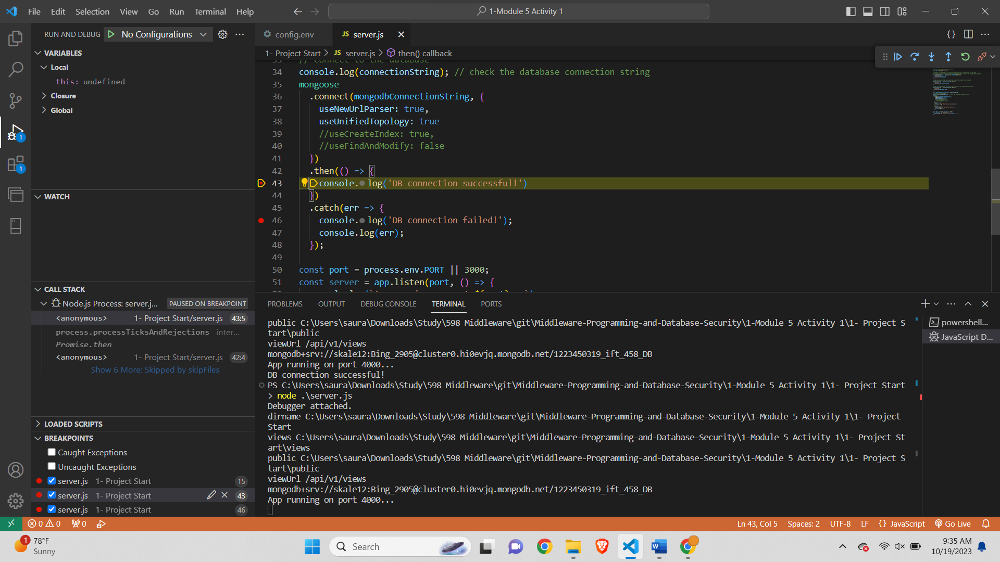 File Edit Selection View Go Run Terminal Help
1-Module 5 Activity 1
RUN AND DEBUG No Configurations
config.env
JS server.js
1- Project Start > JS server.js > then() callback
VARIABLES
Local
this: undefined
Closure
Global
WATCH
CALL STACK
Node.js Process: server.j... PAUSED ON BREAKPOINT
<anonymous> 1- Project Start/server.js 43:5
process.processTicksAndRejections inter...
Promise.then
<anonymous> 1- Project Start/server.js 42:4
Show 6 More: Skipped by skipFiles
LOADED SCRIPTS
BREAKPOINTS
Caught Exceptions
Uncaught Exceptions
server.js 1- Project Start 15
server.js 1- Project Start 43
server.js 1- Project Start 46
33 // Connect to the database
34 console.log(connectionString); // check the database connection string
35 mongoose
36 .connect(mongodbConnectionString, {
37 useNewUrlParser: true,
38 useUnifiedTopology: true
39 //useCreateIndex: true,
40 //useFindAndModify: false
41 })
42 .then(() => {
43 console.log('DB connection successful!')
44 })
45 .catch(err => {
46 console.log('DB connection failed!');
47 console.log(err);
48 });
49
50 const port = process.env.PORT || 3000;
51 const server = app.listen(port, () => {
PROBLEMS OUTPUT DEBUG CONSOLE TERMINAL PORTS
public C:\Users\saura\Downloads\Study\598 Middleware\git\Middleware-Programming-and-Database-Security\1-Module 5 Activity 1\1- Project S
tart\public
viewUrl /api/v1/views
mongodb+srv://skale12:Bing_2905@cluster0.hi0evjq.mongodb.net/1223450319_ift_458_DB
App running on port 4000...
DB connection successful!
PS C:\Users\saura\Downloads\Study\598 Middleware\git\Middleware-Programming-and-Database-Security\1-Module 5 Activity 1\1- Project Start
> node .\server.js
Debugger attached.
dirname C:\Users\saura\Downloads\Study\598 Middleware\git\Middleware-Programming-and-Database-Security\1-Module 5 Activity 1\1- Project
Start
views C:\Users\saura\Downloads\Study\598 Middleware\git\Middleware-Programming-and-Database-Security\1-Module 5 Activity 1\1- Project St
art\views
public C:\Users\saura\Downloads\Study\598 Middleware\git\Middleware-Programming-and-Database-Security\1-Module 5 Activity 1\1- Project S
tart\public
viewUrl /api/v1/views
mongodb+srv://skale12:Bing_2905@cluster0.hi0evjq.mongodb.net/1223450319_ift_458_DB
App running on port 4000...
powershell...
JavaScript D...
0 0 0
Ln 43, Col 5 Spaces: 2 UTF-8 LF {} JavaScript Go Live
1
78°F
Sunny
Search
9:35 AM
10/19/2023